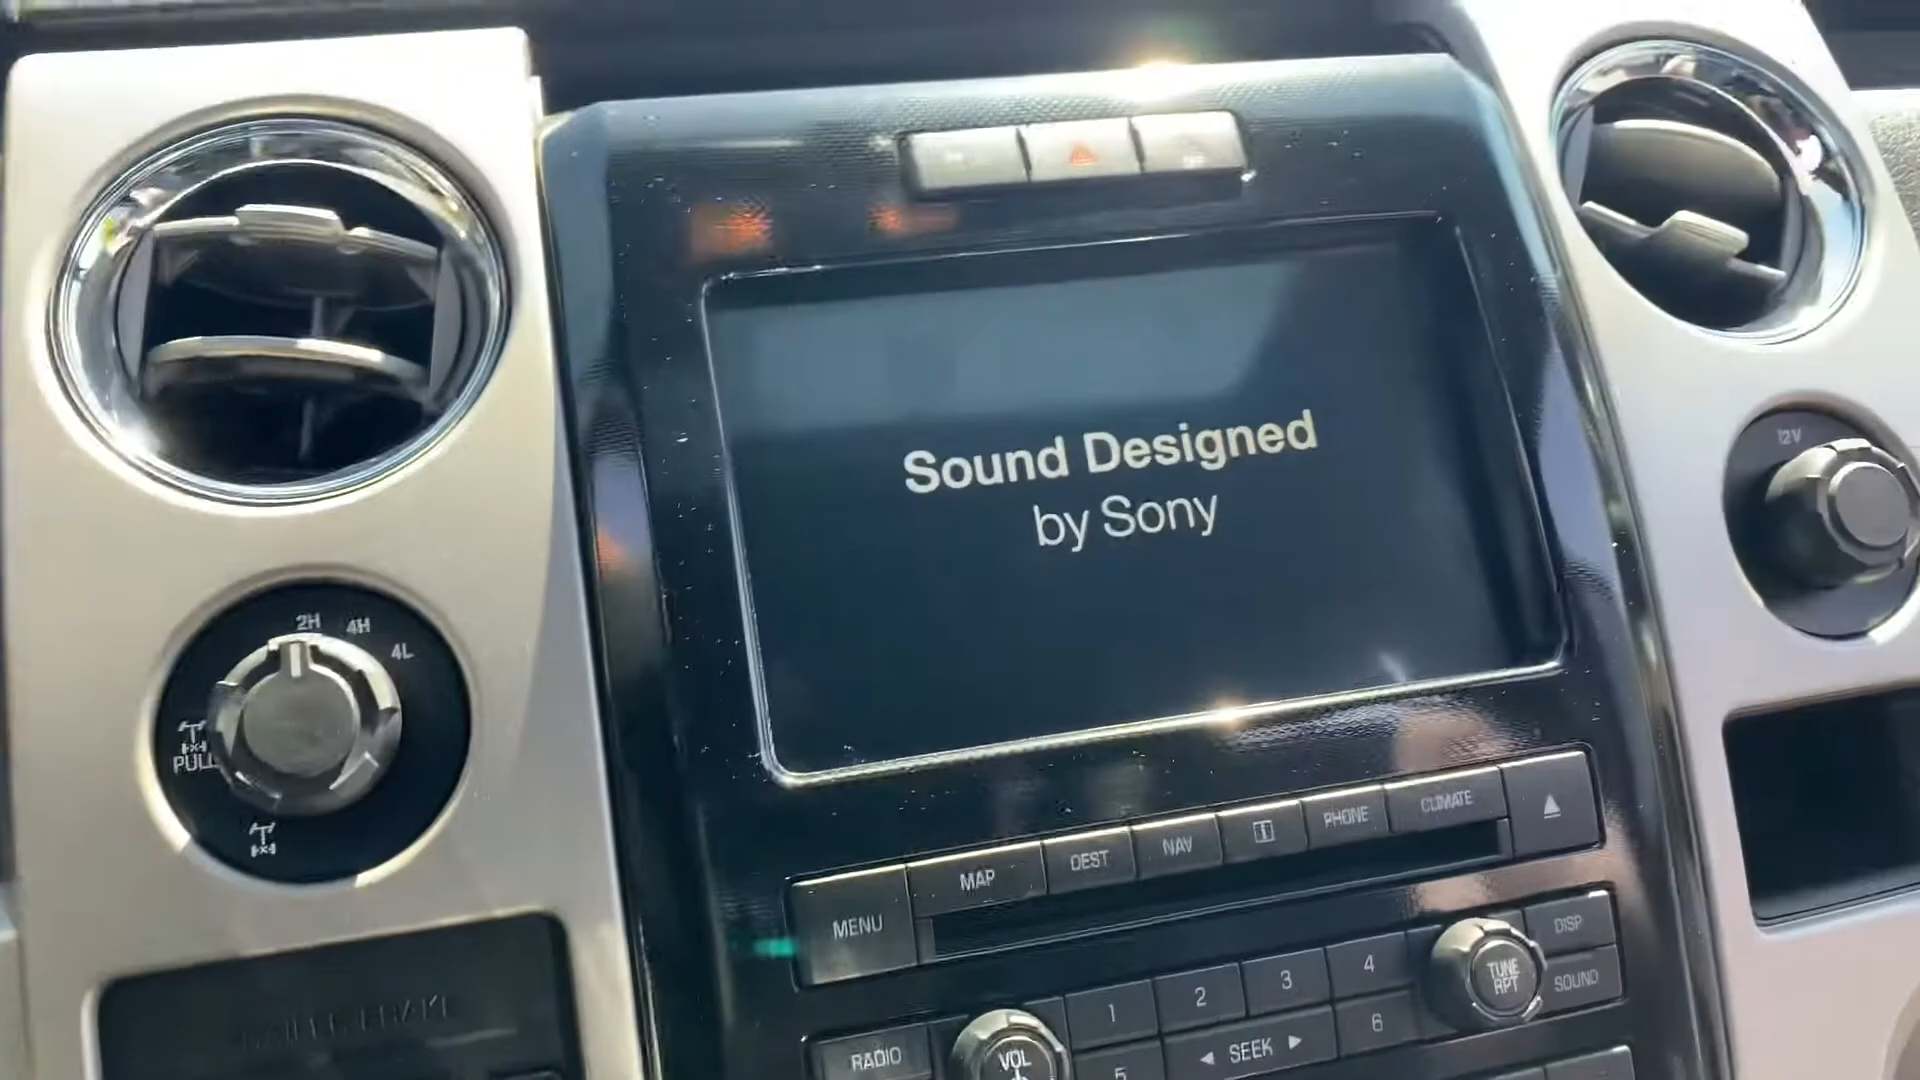 12V
Sound Designed
by Sony
2H 4H 4L
PULL
MENU MAP DEST NAV i PHONE CLIMATE
DISP
TUNE
RPT
SOUND
1 2 3 4
RADIO VOL 5 SEEK 6